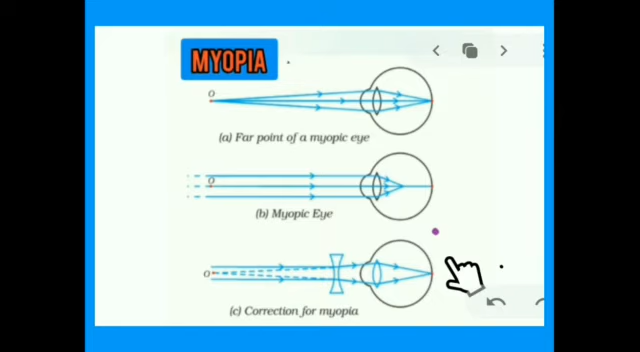 MYOPIA
O
(a) Far point of a myopic eye
O
(b) Myopic Eye
O
(c) Correction for myopia